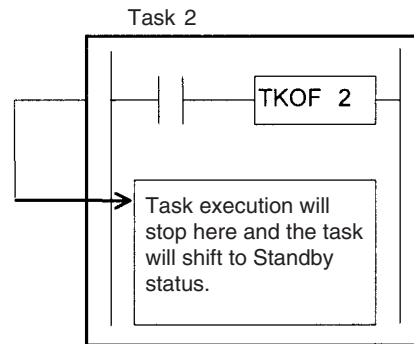 Task 2
TKOF 2
Task execution will
stop here and the task
will shift to Standby
status.